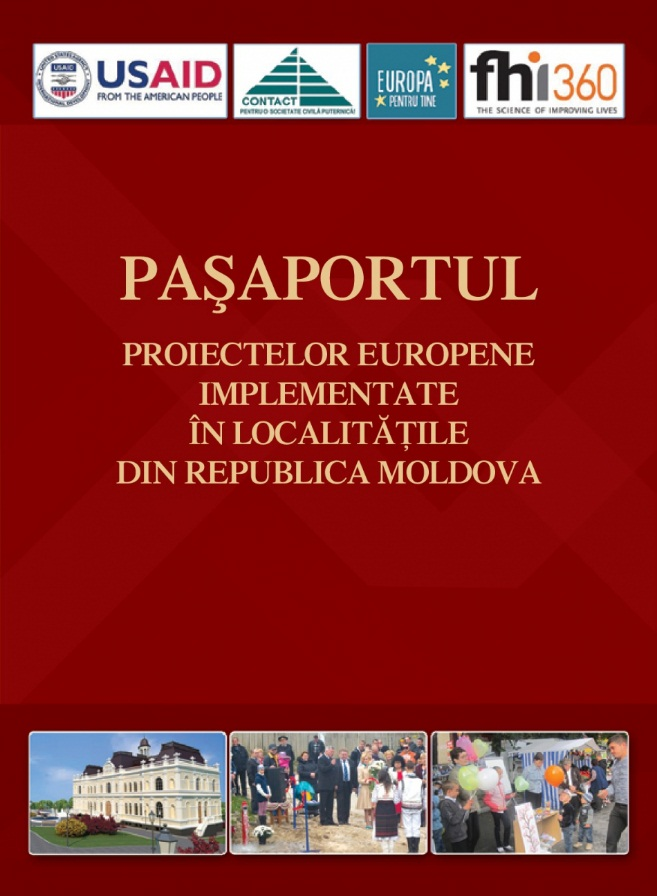 USAID
FROM THE AMERICAN PEOPLE
CONTACT
PENTRU O SOCIETATE CIVILĂ PUTERNICĂ!
EUROPA
PENTRU TINE
fhi360
THE SCIENCE OF IMPROVING LIVES
PAŞAPORTUL
PROIECTELOR EUROPENE
IMPLEMENTATE
ÎN LOCALITĂȚILE
DIN REPUBLICA MOLDOVA